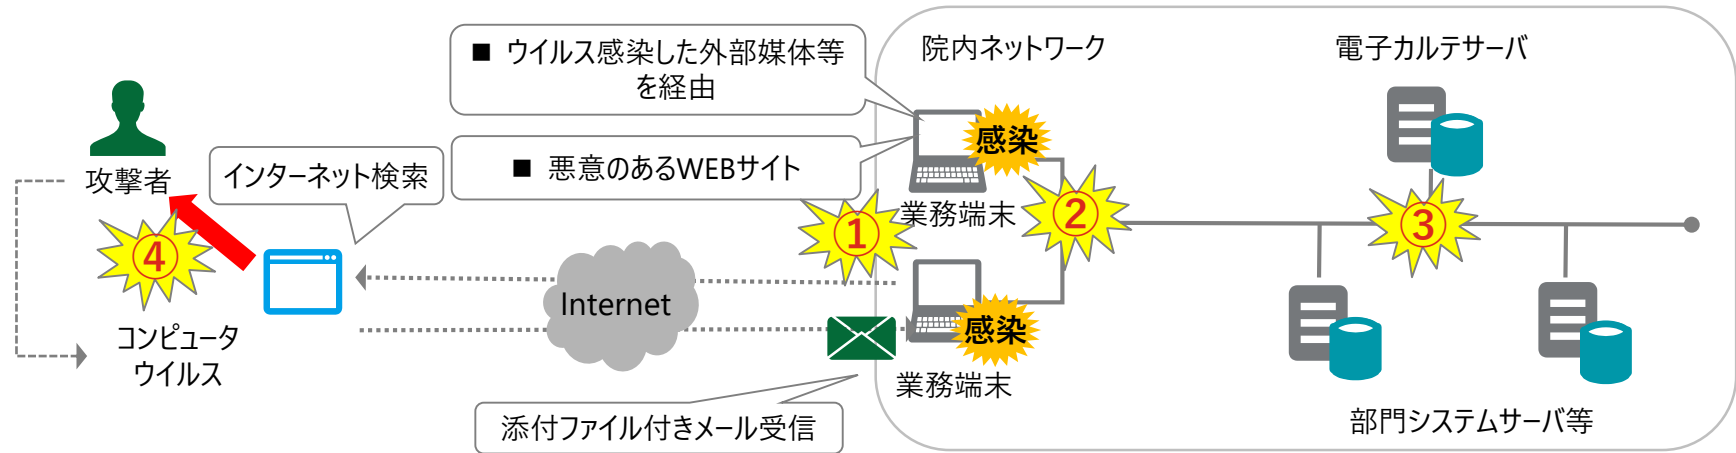 ■ ウイルス感染した外部媒体等
を経由
院内ネットワーク
電子カルテサーバ
感染
■ 悪意のあるWEBサイト
インターネット検索
攻撃者
業務端末
①
②
③
④
Internet
感染
コンピュータ
ウイルス
業務端末
添付ファイル付きメール受信
部門システムサーバ等